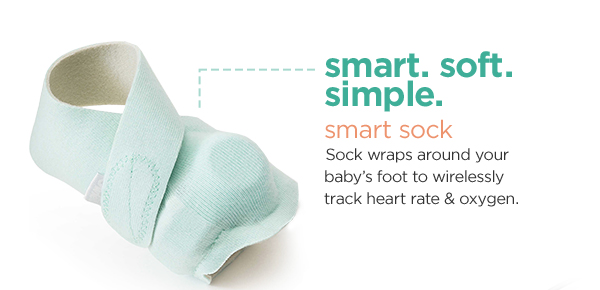 smart. soft.
simple.
smart sock
Sock wraps around your
baby's foot to wirelessly
track heart rate & oxygen.